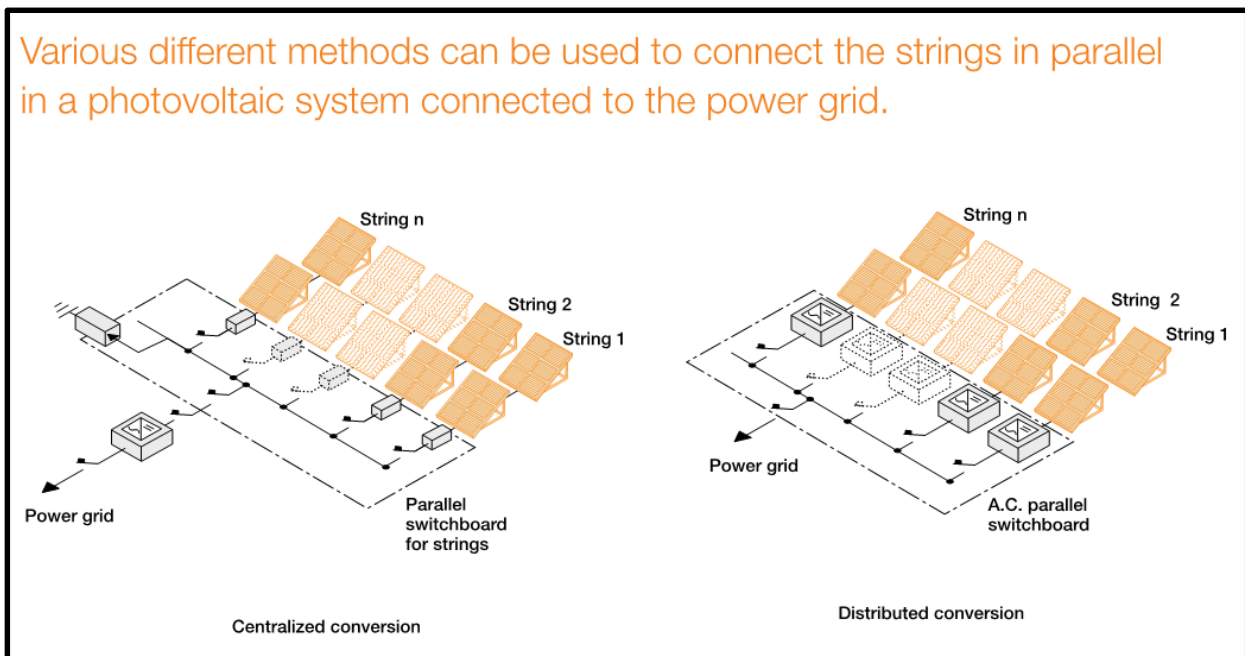 Various different methods can be used to connect the strings in parallel
in a photovoltaic system connected to the power grid.
String n
String 2
String 1
Power grid
Parallel
switchboard
for strings
Centralized conversion
String n
String 2
String 1
Power grid
A.C. parallel
switchboard
Distributed conversion